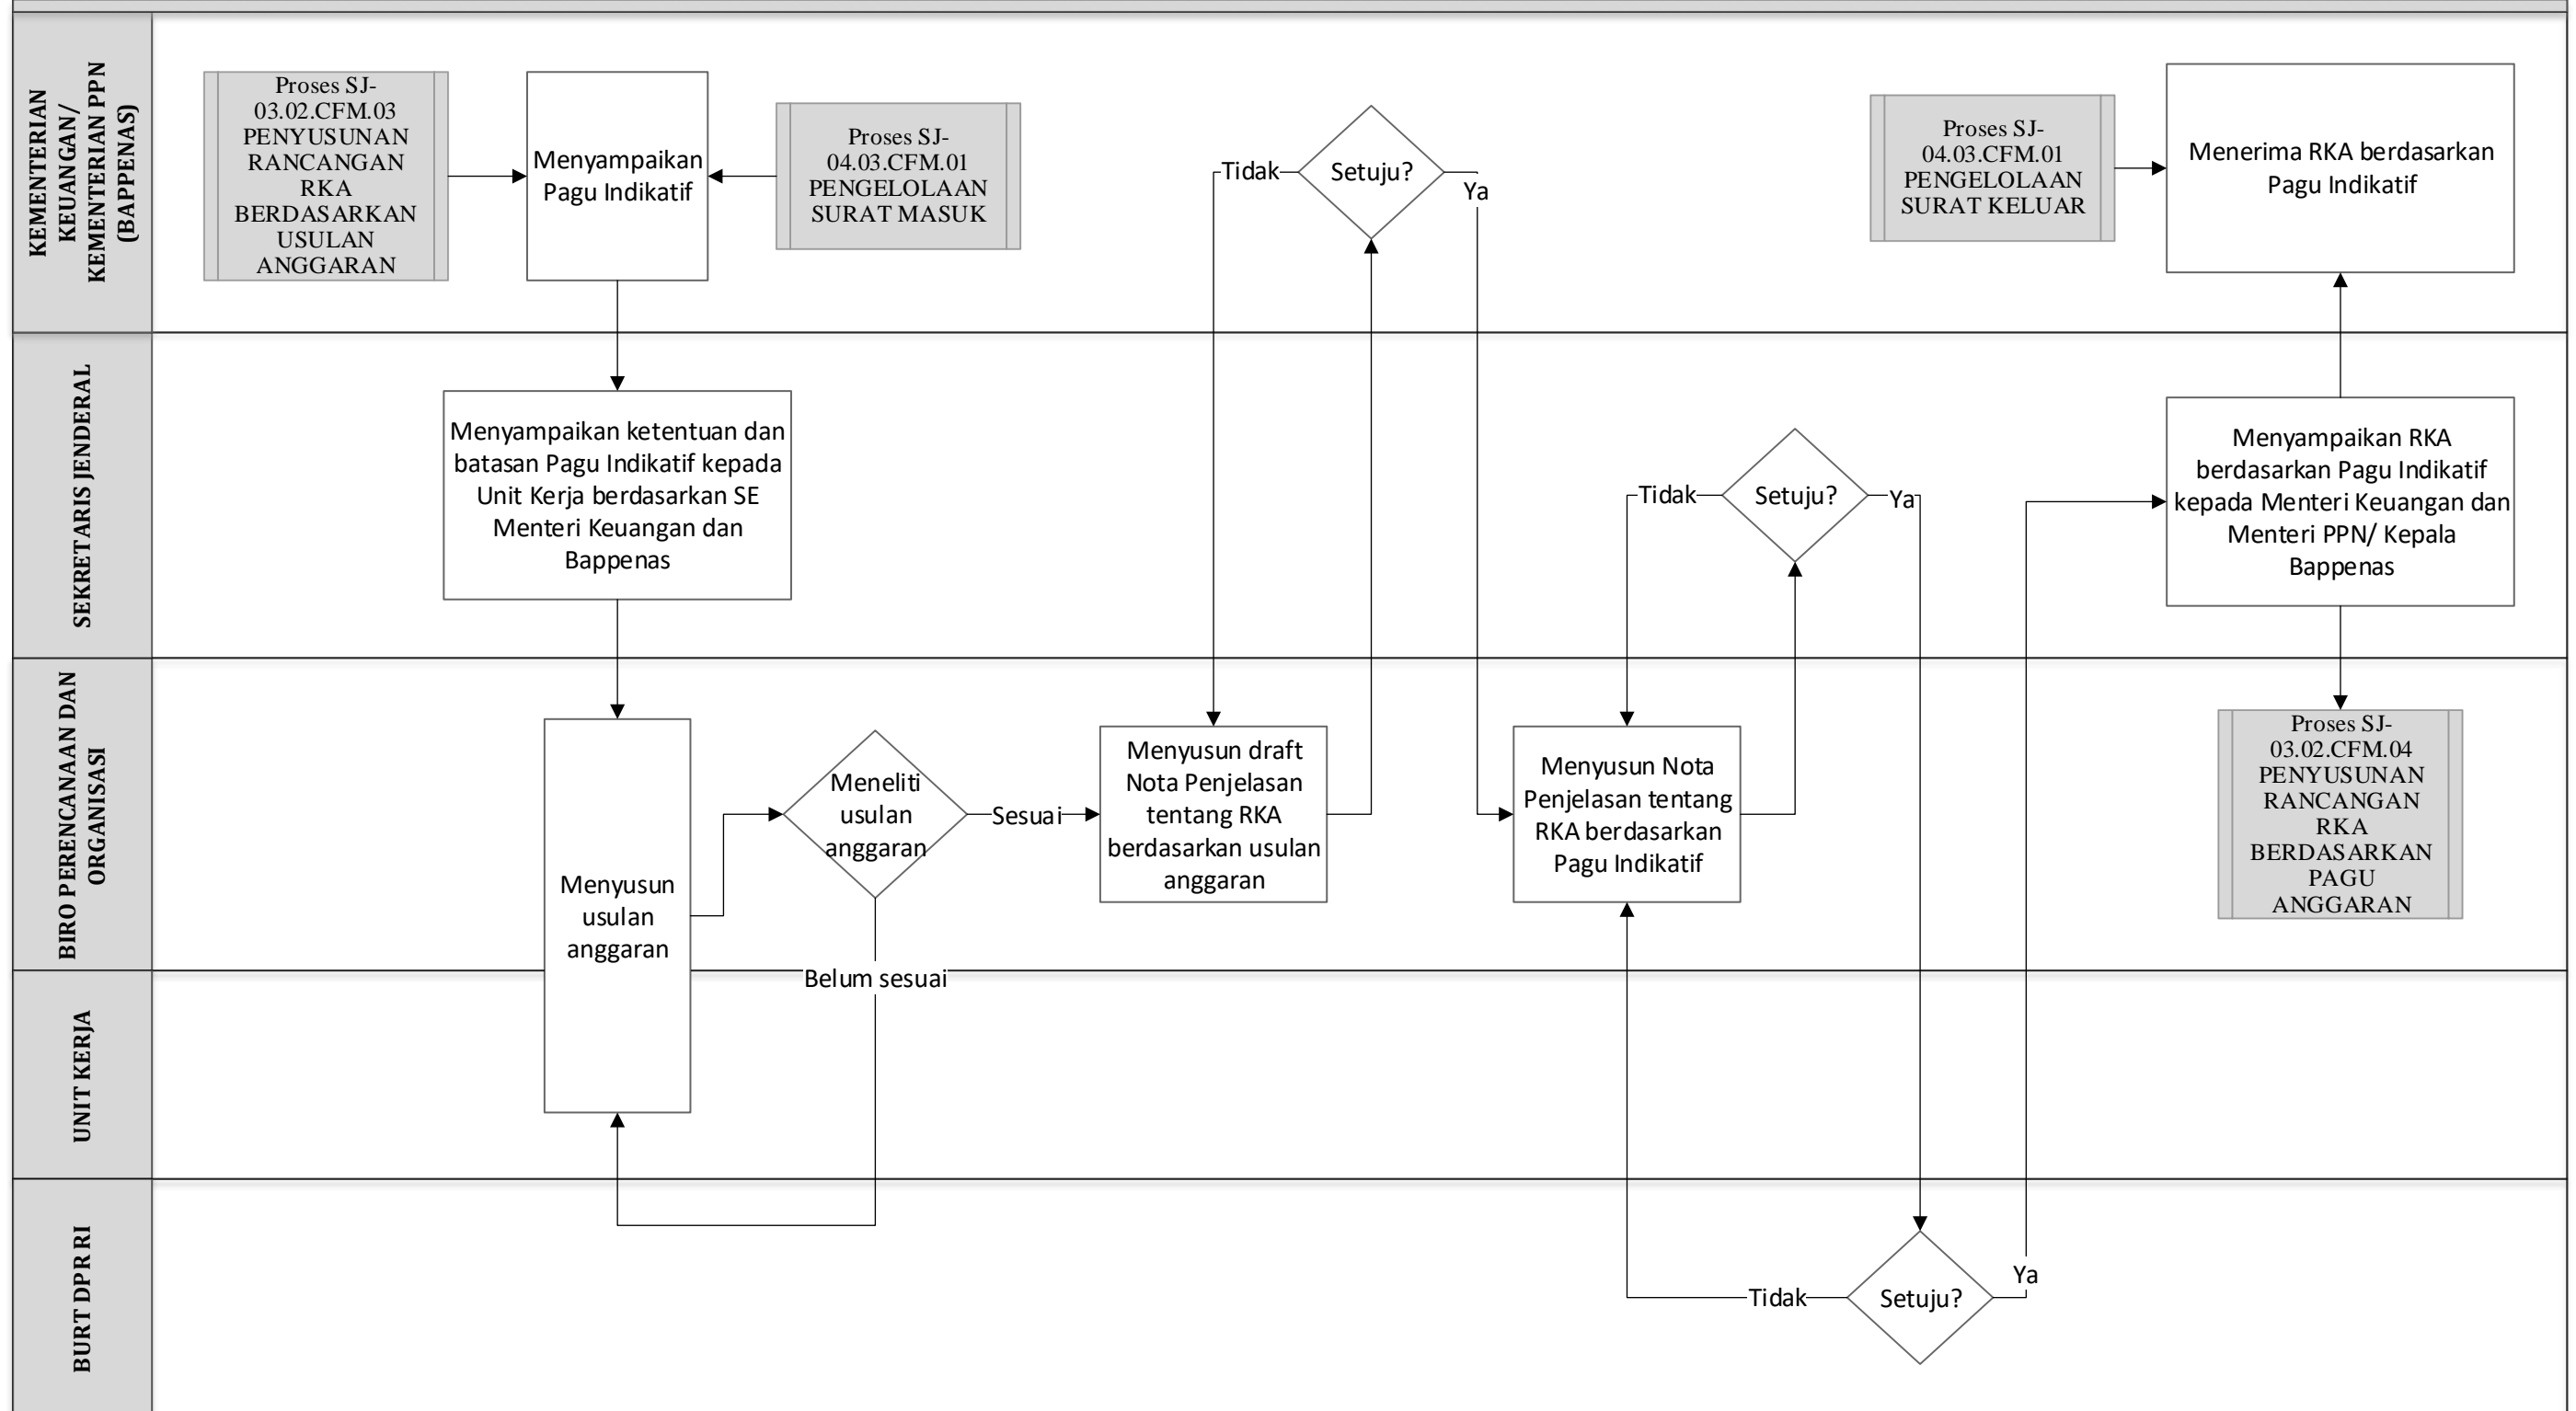 KEMENTERIAN
KEUANGAN/
KEMENTERIAN PPN
(BAPPENAS)
Proses SJ-
03.02.CFM.03
PENYUSUNAN
RANCANGAN
RKA
BERDASARKAN
USULAN
ANGGARAN
Menyampaikan
Pagu Indikatif
Proses SJ-
04.03.CFM.01
PENGELOLAAN
SURAT MASUK
Tidak
Setuju?
Ya
Proses SJ-
04.03.CFM.01
PENGELOLAAN
SURAT KELUAR
Menerima RKA berdasarkan
Pagu Indikatif
SEKRETARIS JENDERAL
Menyampaikan ketentuan dan
batasan Pagu Indikatif kepada
Unit Kerja berdasarkan SE
Menteri Keuangan dan
Bappenas
Tidak
Setuju?
Ya
Menyampaikan RKA
berdasarkan Pagu Indikatif
kepada Menteri Keuangan dan
Menteri PPN/ Kepala
Bappenas
BIRO PERENCANAAN DAN
ORGANISASI
Menyusun
usulan
anggaran
Meneliti
usulan
anggaran
Sesuai
Belum sesuai
Menyusun draft
Nota Penjelasan
tentang RKA
berdasarkan usulan
anggaran
Menyusun Nota
Penjelasan tentang
RKA berdasarkan
Pagu Indikatif
Proses SJ-
03.02.CFM.04
PENYUSUNAN
RANCANGAN
RKA
BERDASARKAN
PAGU
ANGGARAN
UNIT KERJA
BURT DPR RI
Tidak
Setuju?
Ya